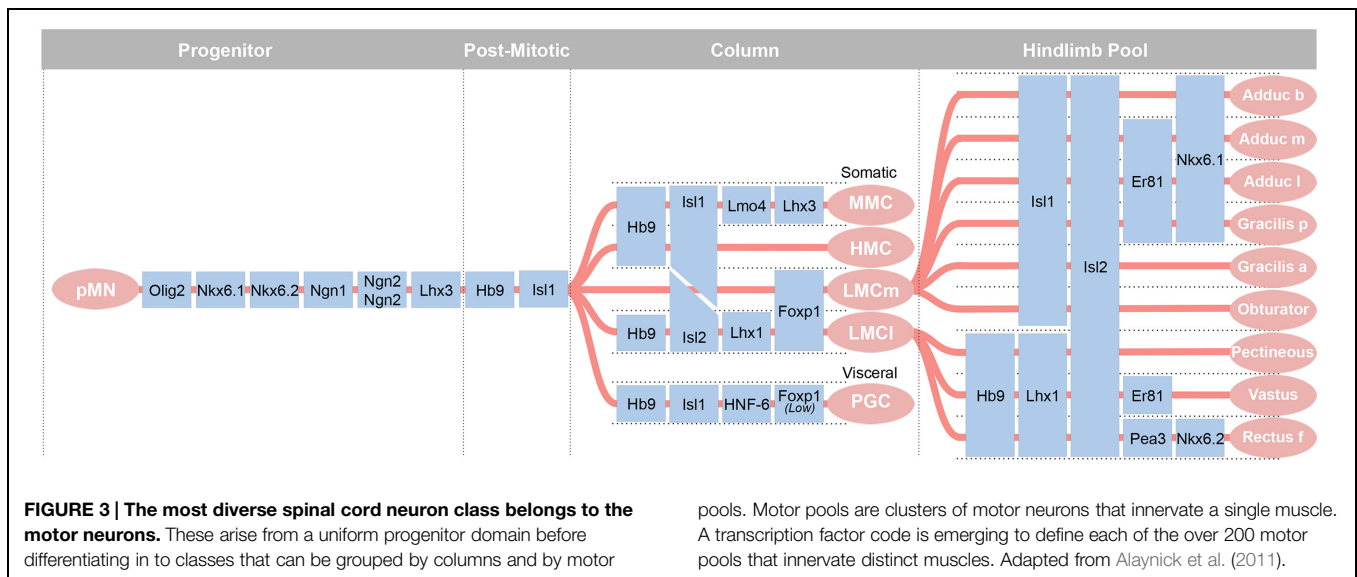 Progenitor
Post-Mitotic
Column
Hindlimb Pool
pMN
Olig2
Nkx6.1
Nkx6.2
Ngn1
Ngn2
Ngn2
Lhx3
Hb9
Isl1
Somatic
Hb9
Isl1
Lmo4
Lhx3
MMC
HMC
LMCm
Foxp1
Hb9
Isl2
Lhx1
LMCl
Visceral
Hb9
Isl1
HNF-6
Foxp1
(Low)
PGC
Isl1
Isl2
Er81
Nkx6.1
Adduc b
Adduc m
Adduc l
Gracilis p
Gracilis a
Obturator
Hb9
Lhx1
Er81
Pea3
Nkx6.2
Pectineous
Vastus
Rectus f
FIGURE 3 | The most diverse spinal cord neuron class belongs to the
motor neurons. These arise from a uniform progenitor domain before
differentiating in to classes that can be grouped by columns and by motor
pools. Motor pools are clusters of motor neurons that innervate a single muscle.
A transcription factor code is emerging to define each of the over 200 motor
pools that innervate distinct muscles. Adapted from Alaynick et al. (2011).